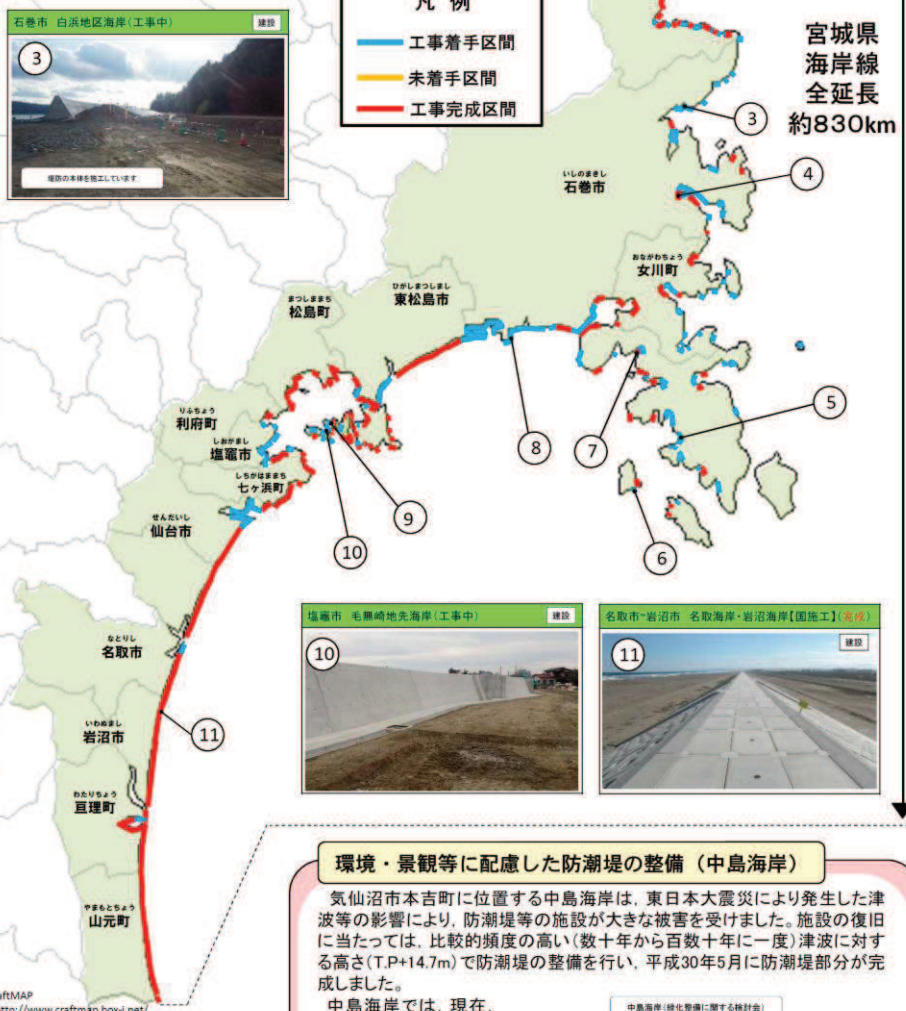 石巻市 白浜地区海岸(工事中)
建設
3
堤防の本体を施工しています
凡 例
工事着手区間
未着手区間
工事完成区間
宮城県
海岸線
全延長
約830km
3
いしのまきし
石巻市
4
おながわちょう
女川町
ひがしまつしまし
東松島市
まつしままち
松島町
りふちょう
利府町
しおがまし
塩竈市
しちがはままち
七ヶ浜町
せんだいし
仙台市
5
8
7
9
10
6
なとりし
名取市
いわぬまし
岩沼市
11
わたりちょう
亘理町
やまもとちょう
山元町
塩竈市 毛無崎地先海岸(工事中)
建設
10
名取市~岩沼市 名取海岸・岩沼海岸【国施工】(完成)
建設
11
環境・景観等に配慮した防潮堤の整備(中島海岸)
気仙沼市本吉町に位置する中島海岸は,東日本大震災により発生した津
波等の影響により,防潮堤等の施設が大きな被害を受けました。施設の復旧
に当たっては,比較的頻度の高い(数十年から百数十年に一度)津波に対す
る高さ(T.P+14.7m)で防潮堤の整備を行い,平成30年5月に防潮堤部分が完
成しました。
中島海岸では,現在,
中島海岸(緑化整備に関する検討会)
aftMAP
ttp://www.craftmap.box-i.net/